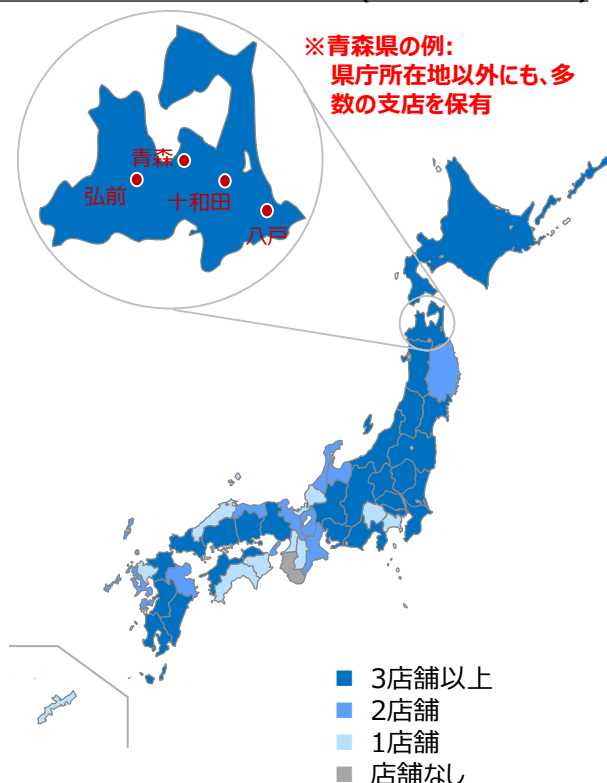 ※青森県の例:
県庁所在地以外にも、多
数の支店を保有
青森
弘前
十和田
八戸
3店舗以上
2店舗
1店舗
店舗なし